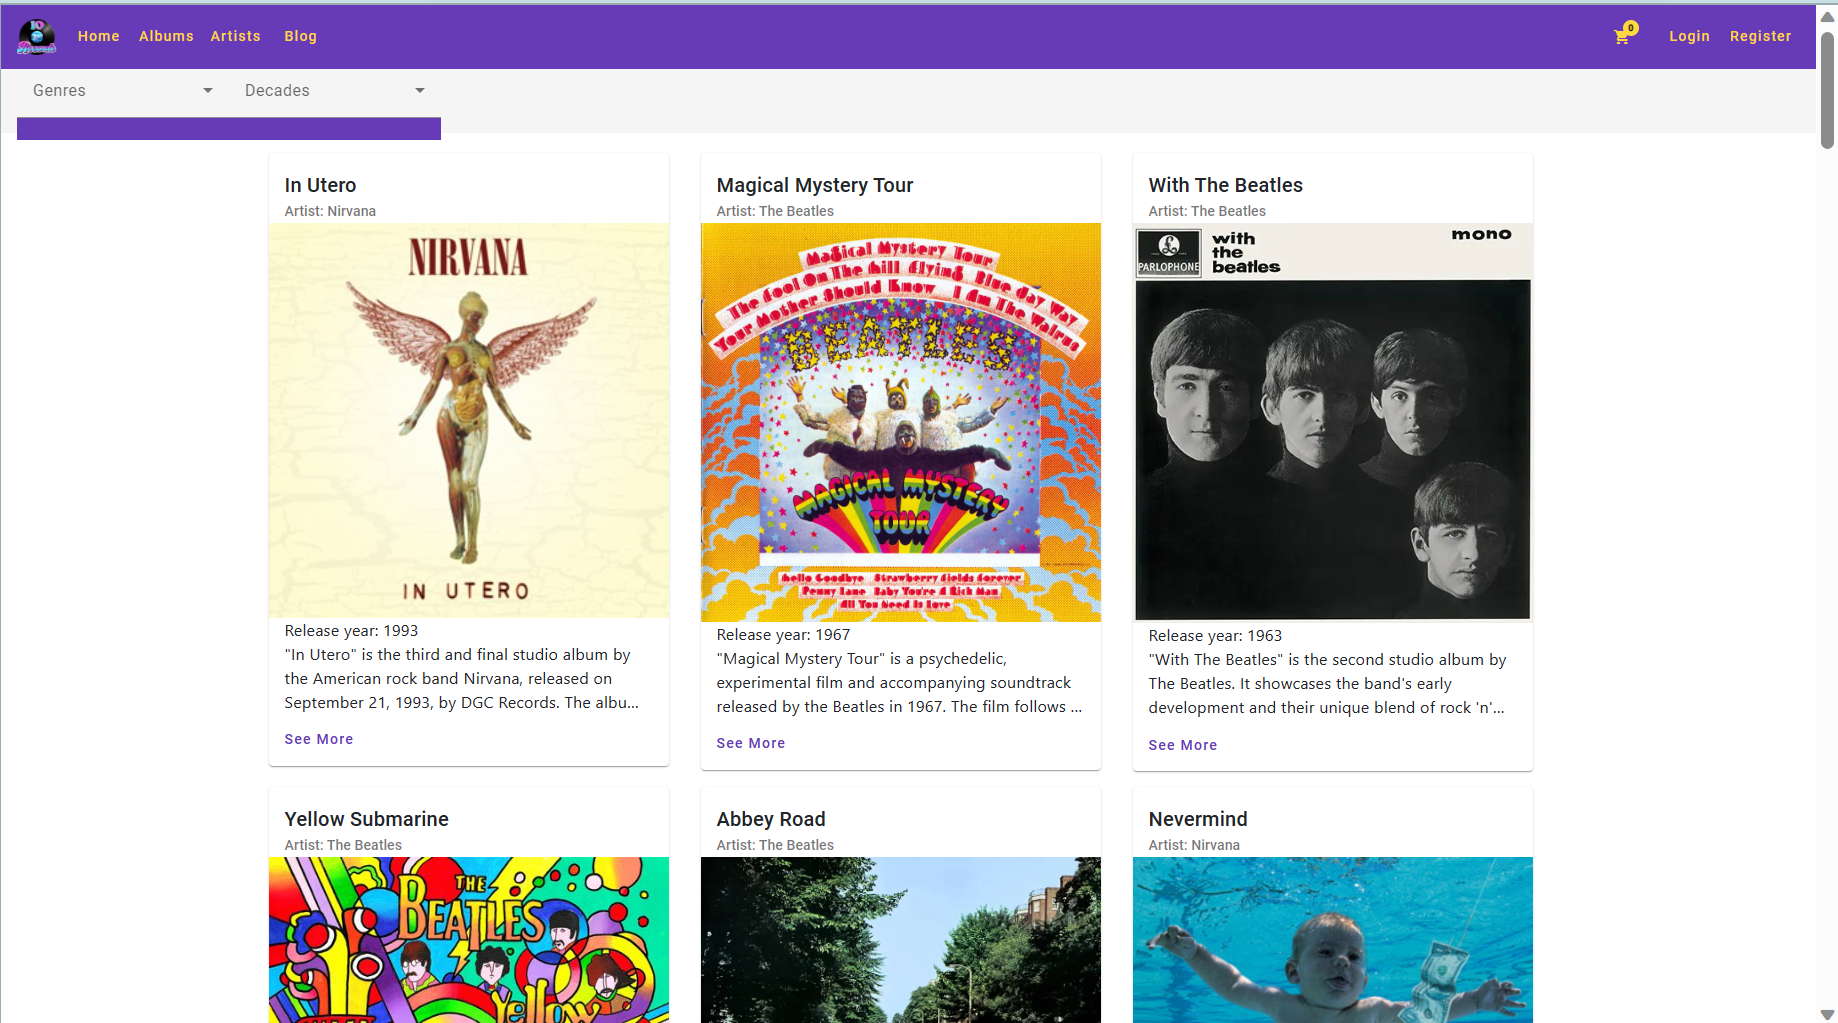 Home Albums Artists Blog 0 Login Register
Genres Decades
In Utero
Artist: Nirvana
NIRVANA
IN UTERO
Release year: 1993
"In Utero" is the third and final studio album by
the American rock band Nirvana, released on
September 21, 1993, by DGC Records. The albu...
See More
Magical Mystery Tour
Artist: The Beatles
Magical Mystery Tour
The Fool On The Hill Flying Blue Jay Way
Your Mother Should Know I Am The Walrus
BEATLES
MAGICAL MYSTERY
TOUR
Hello Goodbye Strawberry Fields Forever
Penny Lane Baby You're A Rich Man
All You Need Is Love
Release year: 1967
"Magical Mystery Tour" is a psychedelic,
experimental film and accompanying soundtrack
released by the Beatles in 1967. The film follows ...
See More
With The Beatles
Artist: The Beatles
PARLOPHONE
with
the
beatles
mono
Release year: 1963
"With The Beatles" is the second studio album by
The Beatles. It showcases the band's early
development and their unique blend of rock 'n'...
See More
Yellow Submarine
Artist: The Beatles
THE
BEATLES
Yellow
Abbey Road
Artist: The Beatles
Nevermind
Artist: Nirvana